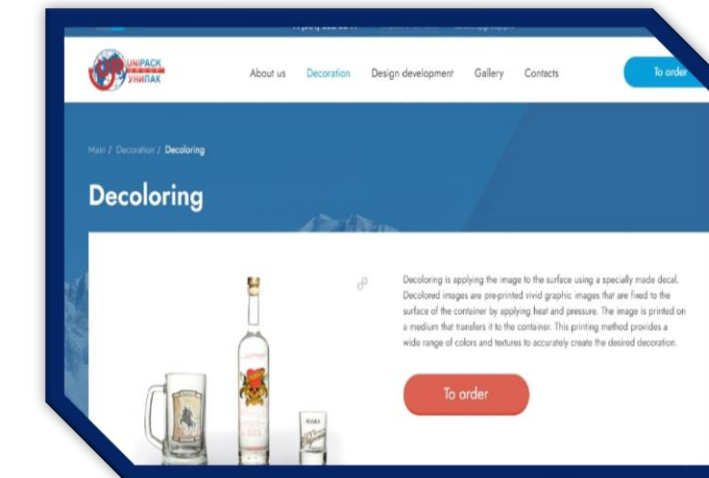 UNIPACK
GROUP
УНИПАК
About us Decoration Design development Gallery Contacts
To order
Main / Decoration / Decoloring
Decoloring
Decoloring is applying the image to the surface using a specially made decal.
Decolored images are pre-printed vivid graphic images that are fixed to the
surface of the container by applying heat and pressure. The image is printed on
a medium that transfers it to the container. This printing method provides a
wide range of colors and textures to accurately create the desired decoration.
To order